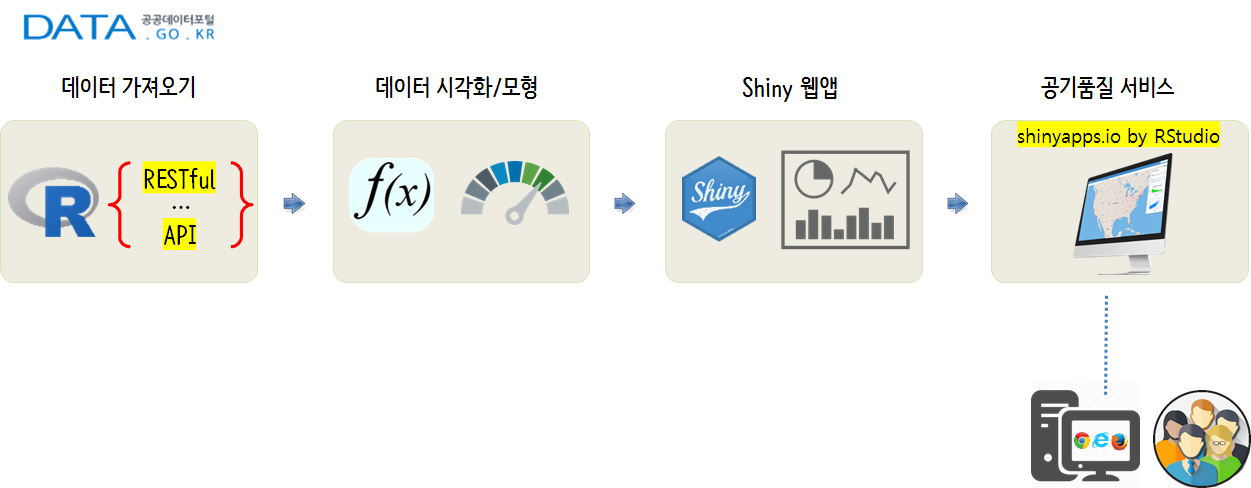 DATA 공공데이터포털
.GO.KR
데이터 가져오기
데이터 시각화/모형
Shiny 웹앱
공기품질 서비스
R
RESTful
...
API
f(x)
Shiny
shinyapps.io by RStudio